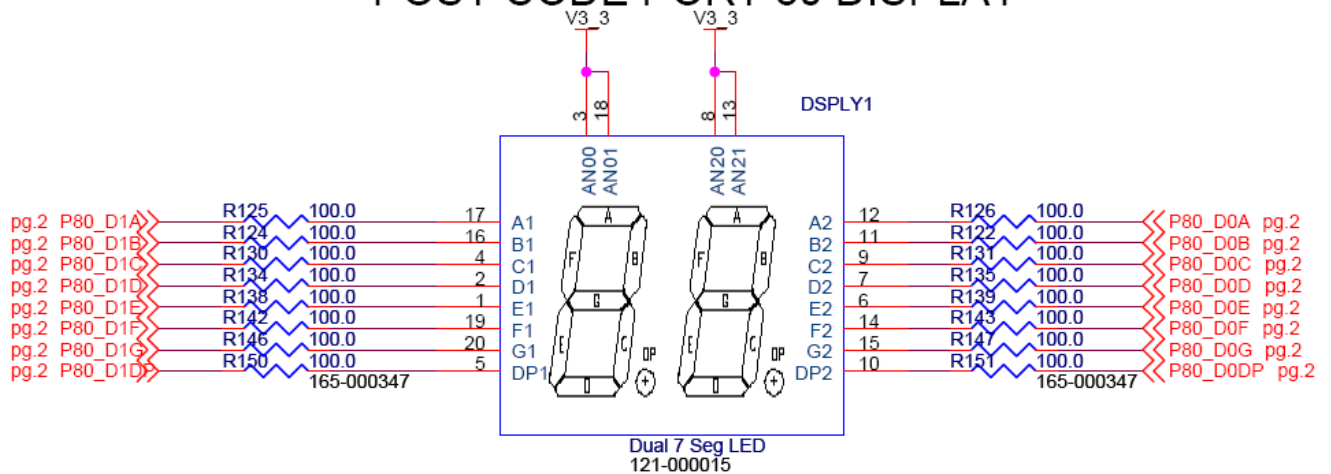 POST CODE PORT 80 DISPLAY
V3_3 V3_3
DSPLY1
3 18 8 13
AN00 AN01 AN20 AN21
A A
pg.2 P80_D1A R125 100.0 17 A1 A2 12 R126 100.0 P80_D0A pg.2
pg.2 P80_D1B R124 100.0 16 B1 B2 11 R122 100.0 P80_D0B pg.2
pg.2 P80_D1C R130 100.0 4 C1 F B F B C2 9 R131 100.0 P80_D0C pg.2
pg.2 P80_D1D R134 100.0 2 D1 D2 7 R135 100.0 P80_D0D pg.2
pg.2 P80_D1E R138 100.0 1 E1 G G E2 6 R139 100.0 P80_D0E pg.2
pg.2 P80_D1F R142 100.0 19 F1 F2 14 R143 100.0 P80_D0F pg.2
pg.2 P80_D1G R146 100.0 20 G1 E C DP E C DP G2 15 R147 100.0 P80_D0G pg.2
pg.2 P80_D1DP R150 100.0 5 DP1 DP2 10 R151 100.0 P80_D0DP pg.2
165-000347 D D 165-000347
Dual 7 Seg LED
121-000015